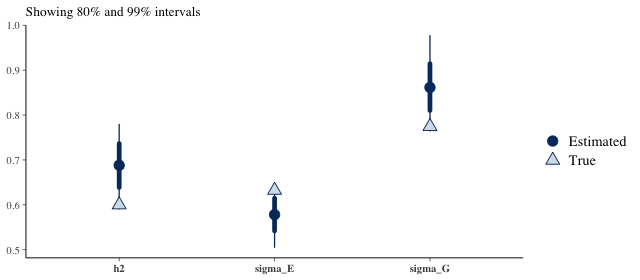 Showing 80% and 99% intervals
1.0
0.9
0.8
0.7
0.6
0.5
h2
sigma_E
sigma_G
Estimated
True